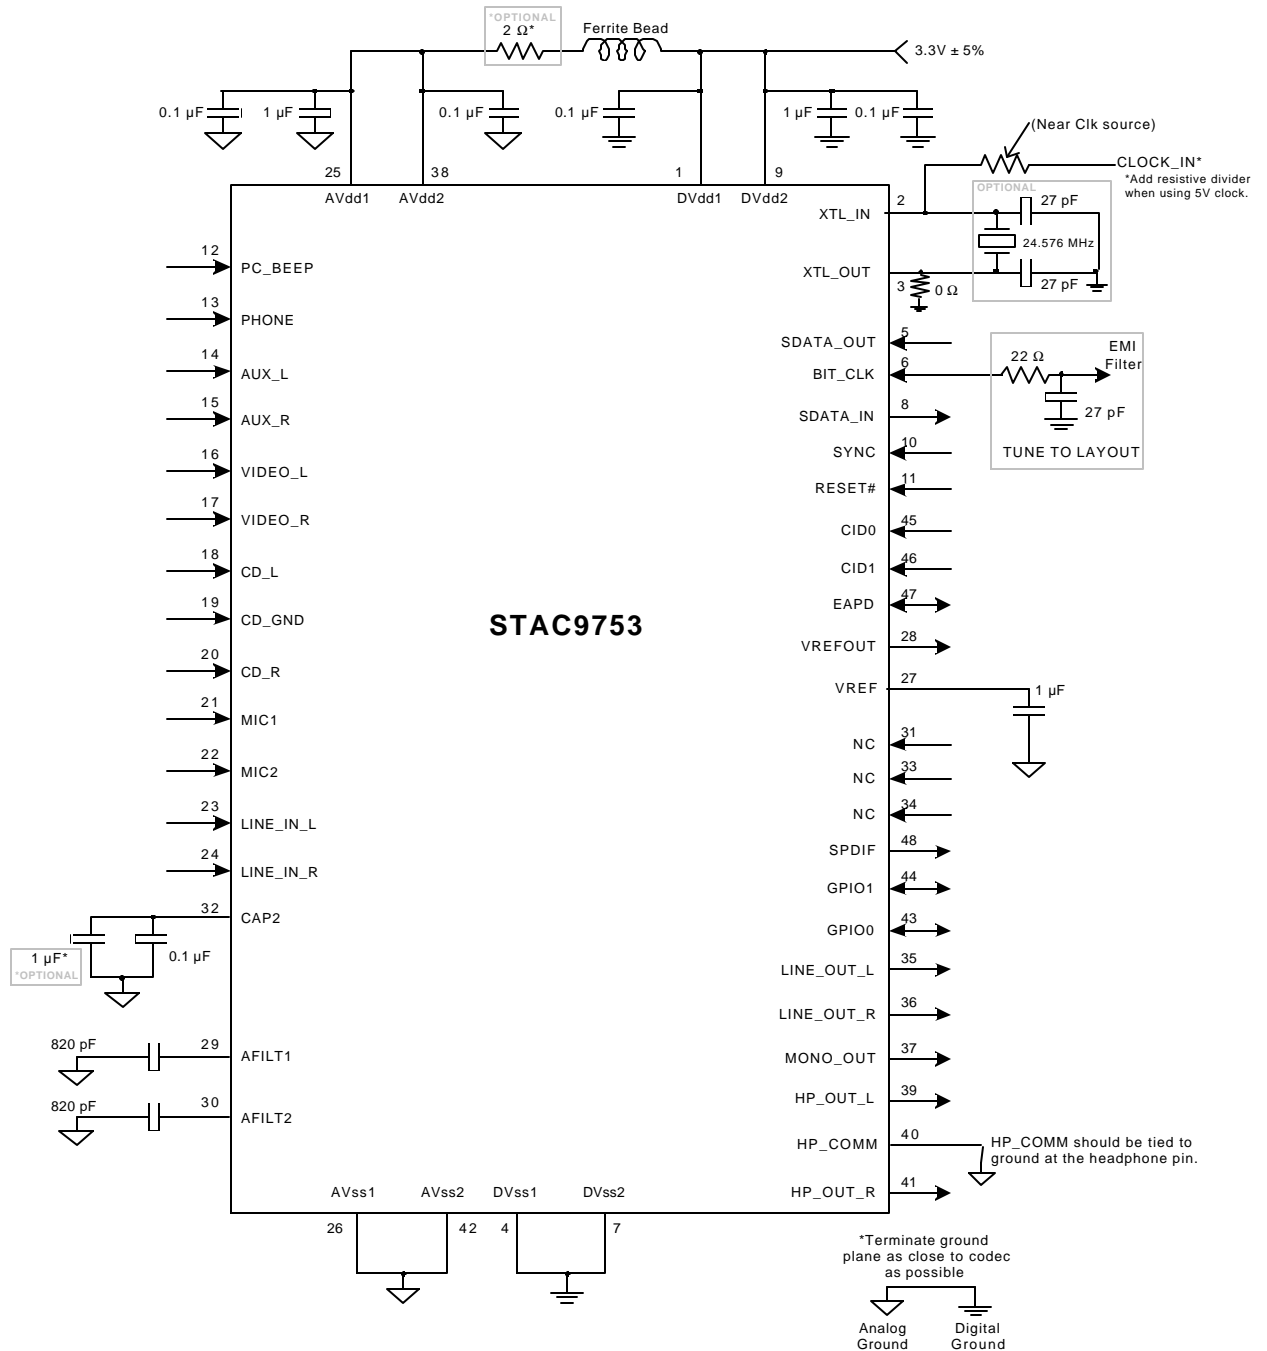 *OPTIONAL
2 Ω*
Ferrite Bead
3.3V ± 5%
0.1 µF
1 µF
0.1 µF
0.1 µF
1 µF
0.1 µF
(Near Clk source)
CLOCK_IN*
*Add resistive divider
when using 5V clock.
25
38
1
9
AVdd1
AVdd2
DVdd1
DVdd2
2
XTL_IN
OPTIONAL
27 pF
24.576 MHz
27 pF
XTL_OUT
3
0 Ω
12
PC_BEEP
13
PHONE
14
AUX_L
15
AUX_R
16
VIDEO_L
17
VIDEO_R
18
CD_L
19
CD_GND
20
CD_R
21
MIC1
22
MIC2
23
LINE_IN_L
24
LINE_IN_R
32
CAP2
1 µF*
*OPTIONAL
0.1 µF
820 pF
29
AFILT1
820 pF
30
AFILT2
STAC9753
SDATA_OUT
5
BIT_CLK
6
22 Ω
EMI
Filter
27 pF
TUNE TO LAYOUT
SDATA_IN
8
SYNC
10
RESET#
11
CID0
45
CID1
46
EAPD
47
VREFOUT
28
VREF
27
1 µF
NC
31
NC
33
NC
34
SPDIF
48
GPIO1
44
GPIO0
43
LINE_OUT_L
35
LINE_OUT_R
36
MONO_OUT
37
HP_OUT_L
39
HP_COMM
40
HP_COMM should be tied to
ground at the headphone pin.
HP_OUT_R
41
AVss1
AVss2
DVss1
DVss2
26
42
4
7
*Terminate ground
plane as close to codec
as possible
Analog
Ground
Digital
Ground